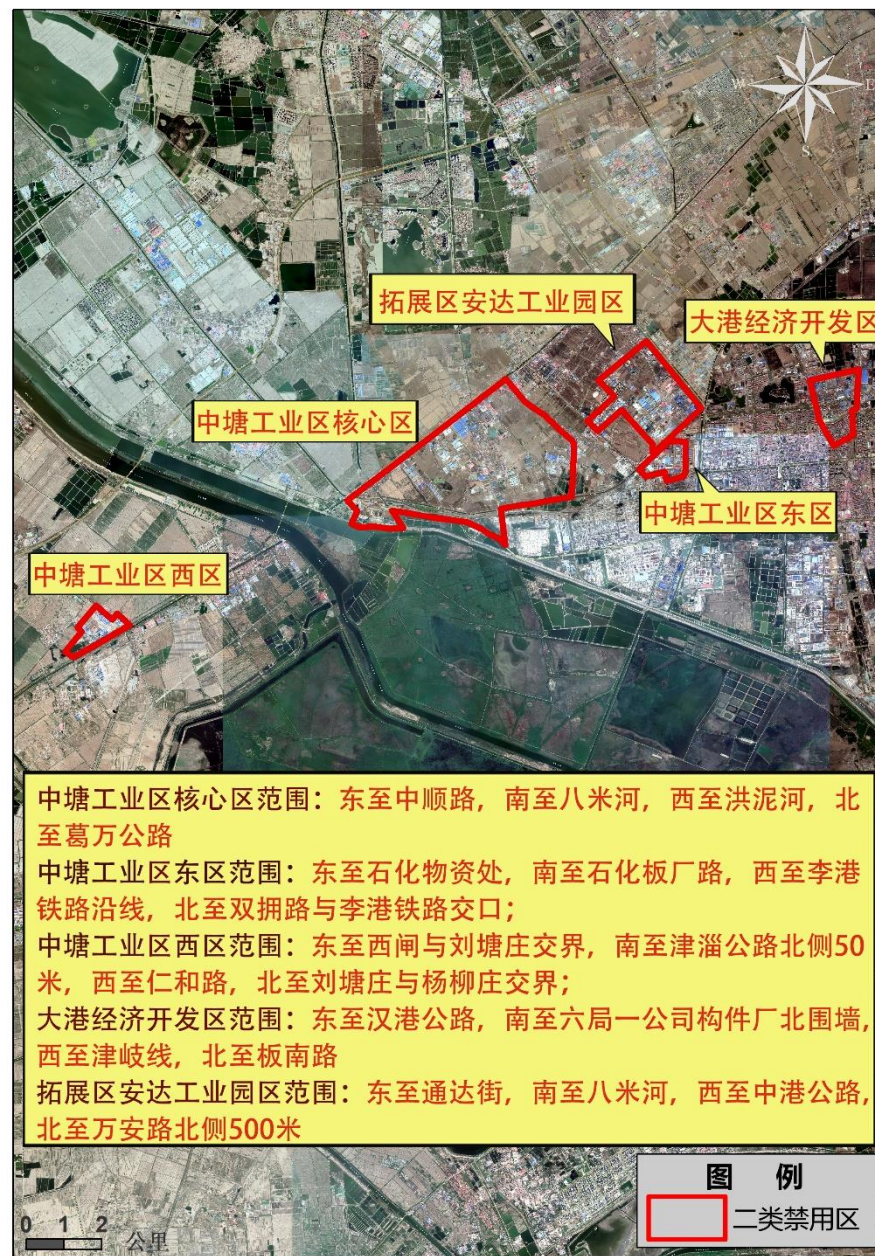 W
E
S
拓展区安达工业园区
大港经济开发区
中塘工业区核心区
中塘工业区东区
中塘工业区西区
中塘工业区核心区范围：东至中顺路，南至八米河，西至洪泥河，北
至葛万公路
中塘工业区东区范围：东至石化物资处，南至石化板厂路，西至李港
铁路沿线，北至双拥路与李港铁路交口；
中塘工业区西区范围：东至西闸与刘塘庄交界，南至津淄公路北侧50
米，西至仁和路，北至刘塘庄与杨柳庄交界；
大港经济开发区范围：东至汉港公路，南至六局一公司构件厂北围墙，
西至津岐线，北至板南路
拓展区安达工业园区范围：东至通达街，南至八米河，西至中港公路，
北至万安路北侧500米
图 例
二类禁用区
0 1 2
公里